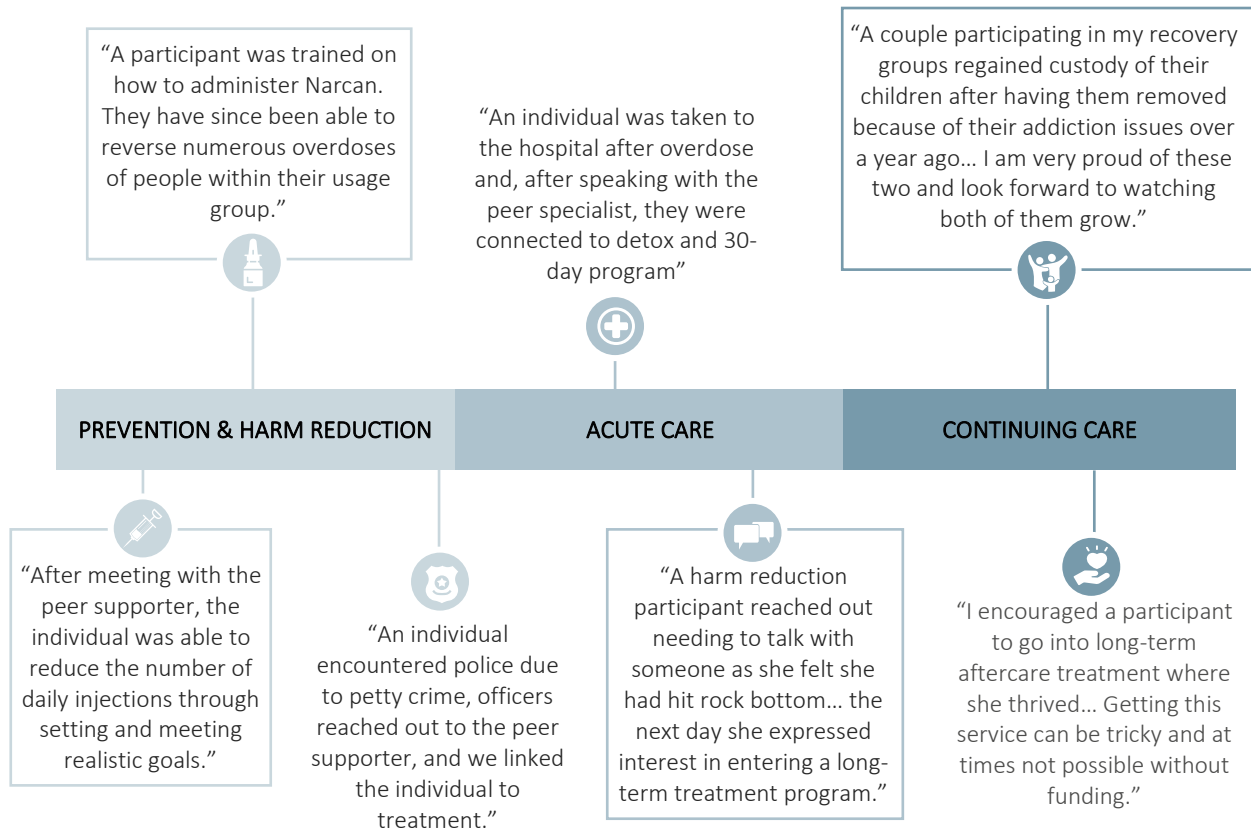 “A participant was trained on
how to administer Narcan.
They have since been able to
reverse numerous overdoses
of people within their usage
group.”
“An individual was taken to
the hospital after overdose
and, after speaking with the
peer specialist, they were
connected to detox and 30-
day program”
“A couple participating in my recovery
groups regained custody of their
children after having them removed
because of their addiction issues over
a year ago… I am very proud of these
two and look forward to watching
both of them grow.”
PREVENTION & HARM REDUCTION
ACUTE CARE
CONTINUING CARE
“After meeting with the
peer supporter, the
individual was able to
reduce the number of
daily injections through
setting and meeting
realistic goals.”
“An individual
encountered police due
to petty crime, officers
reached out to the peer
supporter, and we linked
the individual to
treatment.”
“A harm reduction
participant reached out
needing to talk with
someone as she felt she
had hit rock bottom… the
next day she expressed
interest in entering a long-
term treatment program.”
“I encouraged a participant
to go into long-term
aftercare treatment where
she thrived… Getting this
service can be tricky and at
times not possible without
funding.”